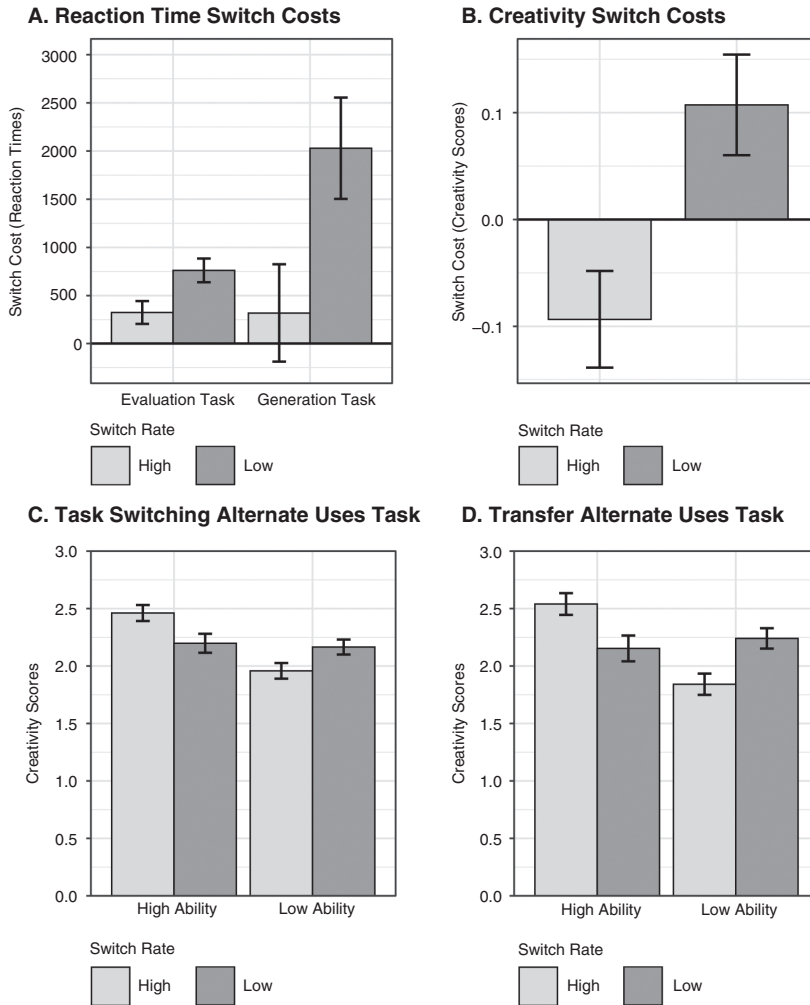 A. Reaction Time Switch Costs
Switch Cost (Reaction Times)
3000
2500
2000
1500
1000
500
0
Evaluation Task Generation Task
Switch Rate
High Low
B. Creativity Switch Costs
Switch Cost (Creativity Scores)
0.1
0.0
–0.1
Switch Rate
High Low
C. Task Switching Alternate Uses Task
Creativity Scores
3.0
2.5
2.0
1.5
1.0
0.5
0.0
High Ability Low Ability
Switch Rate
High Low
D. Transfer Alternate Uses Task
Creativity Scores
3.0
2.5
2.0
1.5
1.0
0.5
0.0
High Ability Low Ability
Switch Rate
High Low